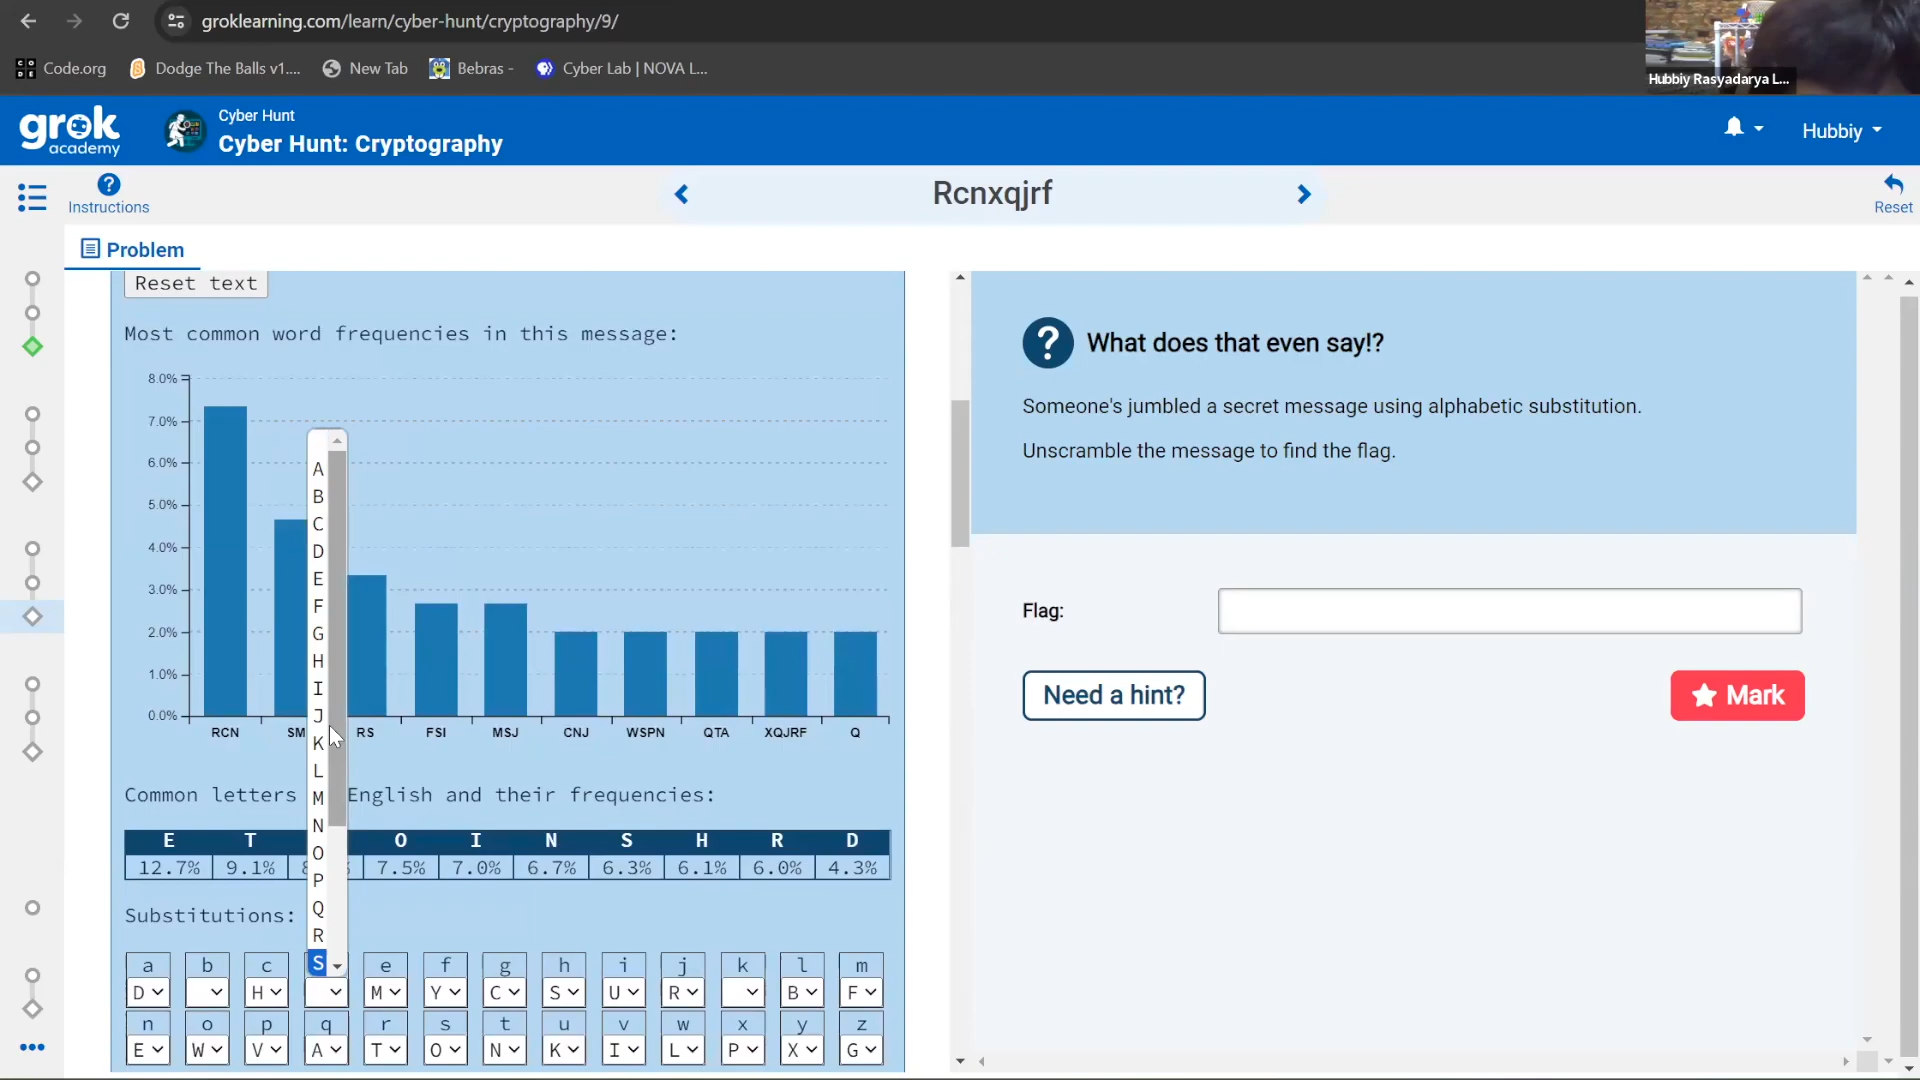 groklearning.com/learn/cyber-hunt/cryptography/9/
Code.org
Dodge The Balls v1....
New Tab
Bebras -
Cyber Lab | NOVA L...
Hubbiy Rasyadarya L...
grok
academy
Cyber Hunt
Cyber Hunt: Cryptography
Hubbiy
Instructions
Rcnxqjrf
Reset
Problem
Reset text
Most common word frequencies in this message:
8.0%
7.0%
6.0%
5.0%
4.0%
3.0%
2.0%
1.0%
0.0%
RCN SM RS FSI MSJ CNJ WSPN QTA XQJRF Q
A
B
C
D
E
F
G
H
I
J
K
L
M
N
O
P
Q
R
S
Common letters English and their frequencies:
E T O I N S H R D
12.7% 9.1% 7.5% 7.0% 6.7% 6.3% 6.1% 6.0% 4.3%
Substitutions:
a b c e f g h i j k l m
D H M Y C S U R B F
n o p q r s t u v w x y z
E W V A T O N K I L P X G
? What does that even say!?
Someone's jumbled a secret message using alphabetic substitution.
Unscramble the message to find the flag.
Flag:
Need a hint?
Mark